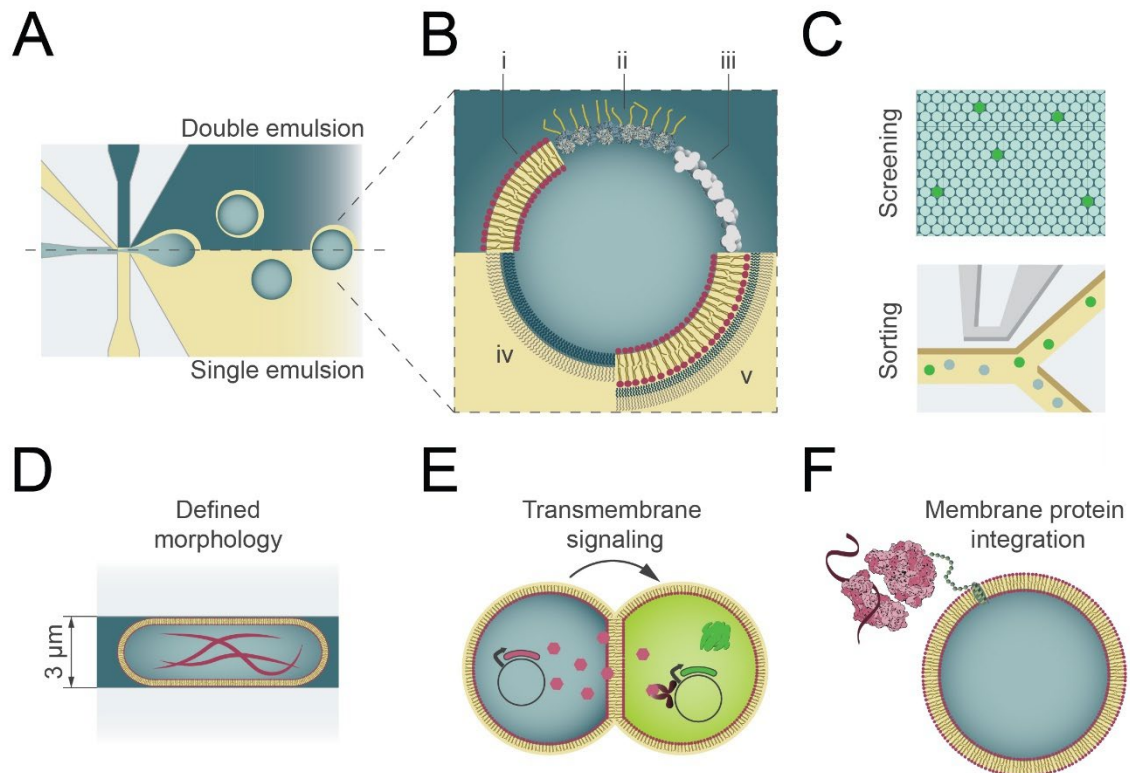 A
Double emulsion
Single emulsion
B
i
ii
iii
iv
v
C
Screening
Sorting
D
Defined
morphology
3 μm
E
Transmembrane
signaling
F
Membrane protein
integration